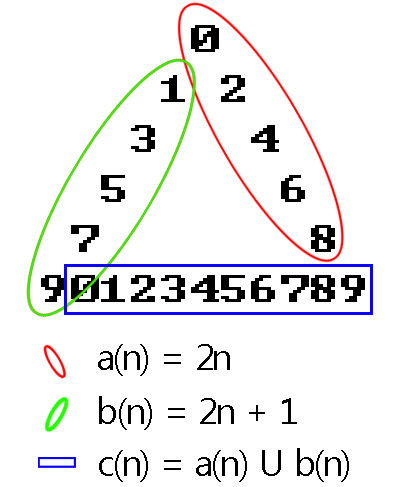 0
1 2
3 4
5 6
7 8
90123456789
a(n) = 2n
b(n) = 2n + 1
c(n) = a(n) U b(n)